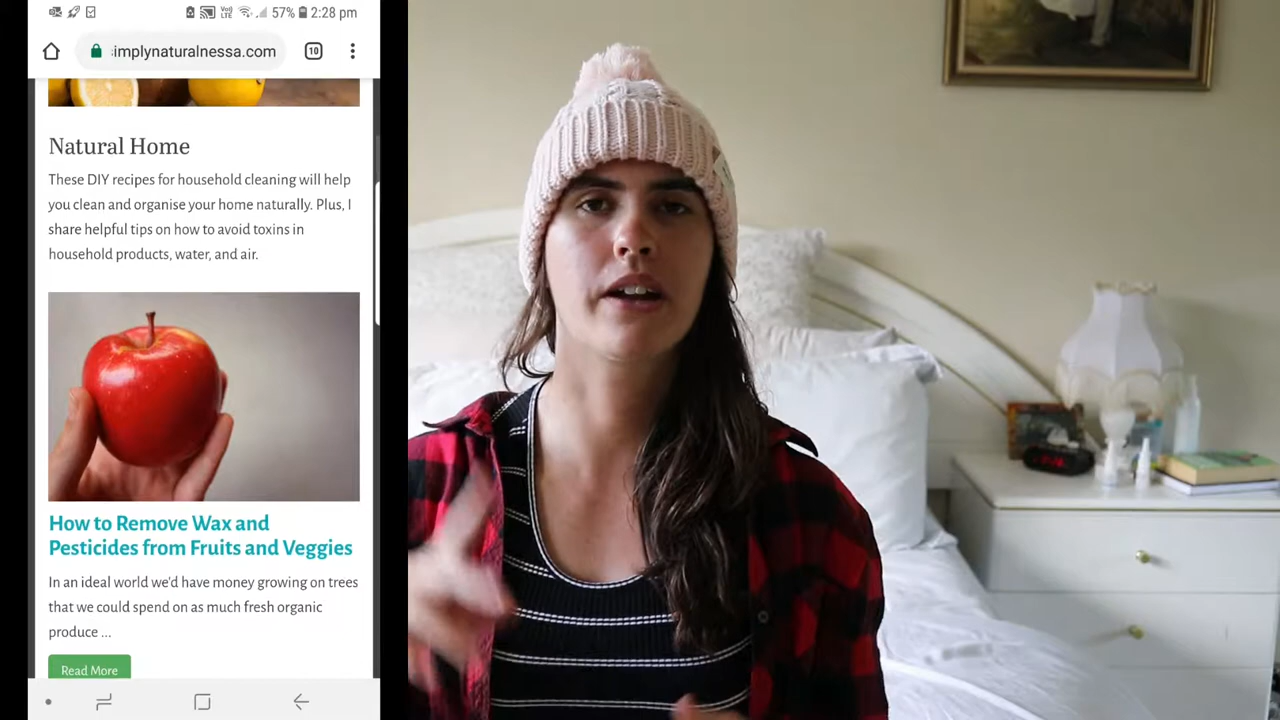 VoI)
LTE
57%
2:28 pm
implynaturalnessa.com
10
Natural Home
These DIY recipes for household cleaning will help
you clean and organise your home naturally. Plus, I
share helpful tips on how to avoid toxins in
household products, water, and air.
How to Remove Wax and
Pesticides from Fruits and Veggies
In an ideal world we'd have money growing on trees
that we could spend on as much fresh organic
produce ...
Read More